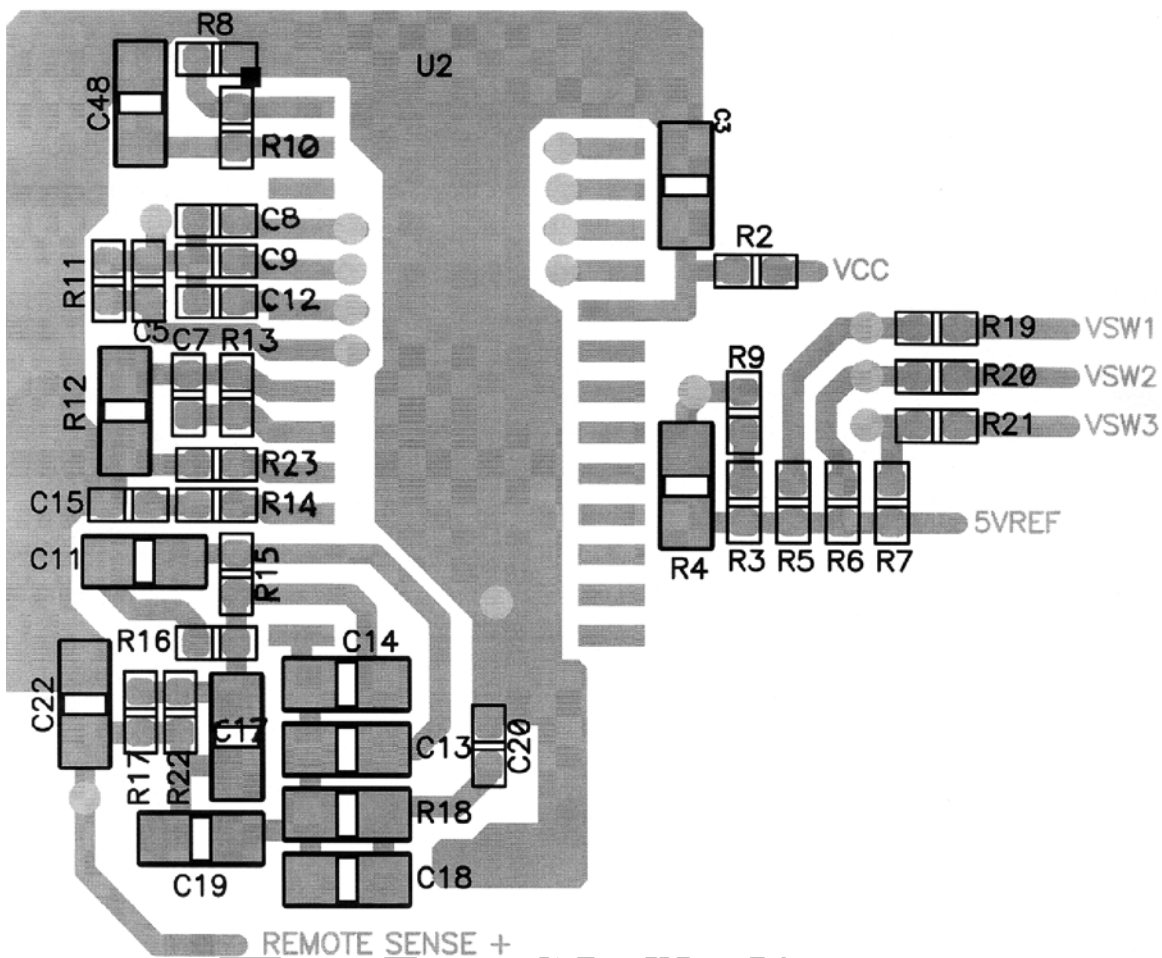 R8
U2
C48
C3
R10
C8
R2
C9
R11
VCC
C12
C5
C7
R13
R19
VSW1
R9
R12
R20
VSW2
R21
VSW3
R23
C15
R14
5VREF
C11
R15
R4
R3
R5
R6
R7
R16
C14
C22
C17
C13
C20
R17
R22
R18
C19
C18
REMOTE SENSE +